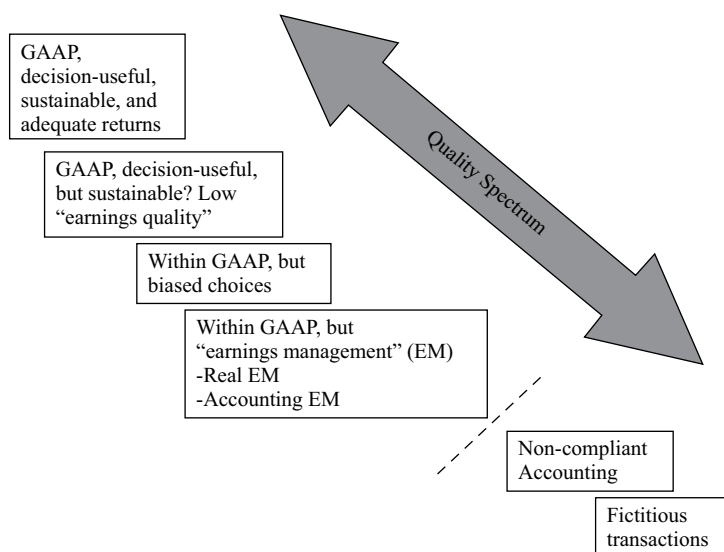 GAAP,
decision-useful,
sustainable, and
adequate returns
GAAP, decision-useful,
but sustainable? Low
“earnings quality”
Within GAAP, but
biased choices
Within GAAP, but
“earnings management” (EM)
-Real EM
-Accounting EM
Non-compliant
Accounting
Fictitious
transactions
Quality Spectrum